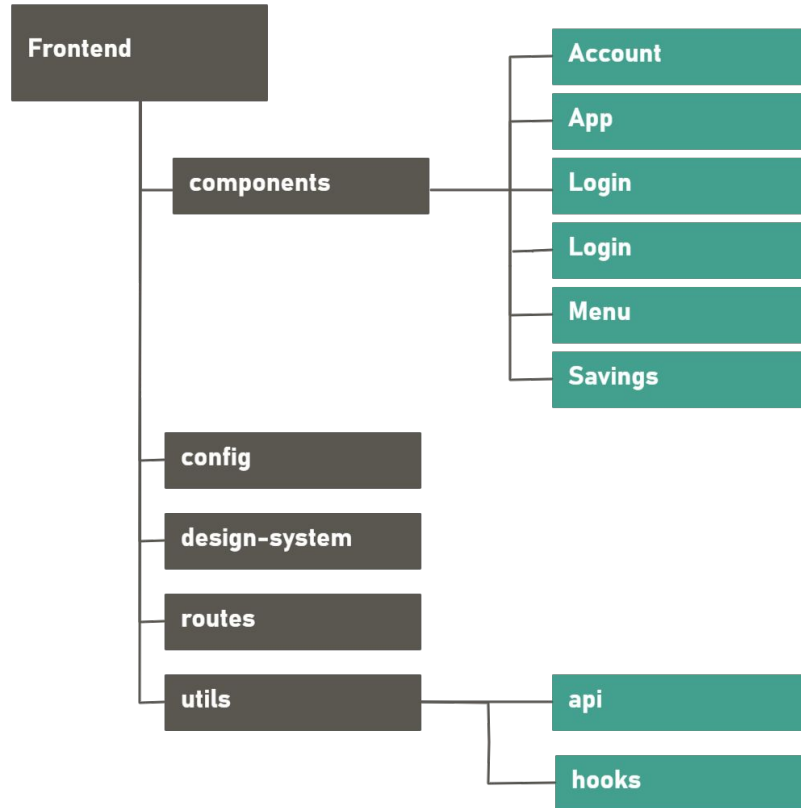 Frontend
components
Account
App
Login
Login
Menu
Savings
config
design-system
routes
utils
api
hooks